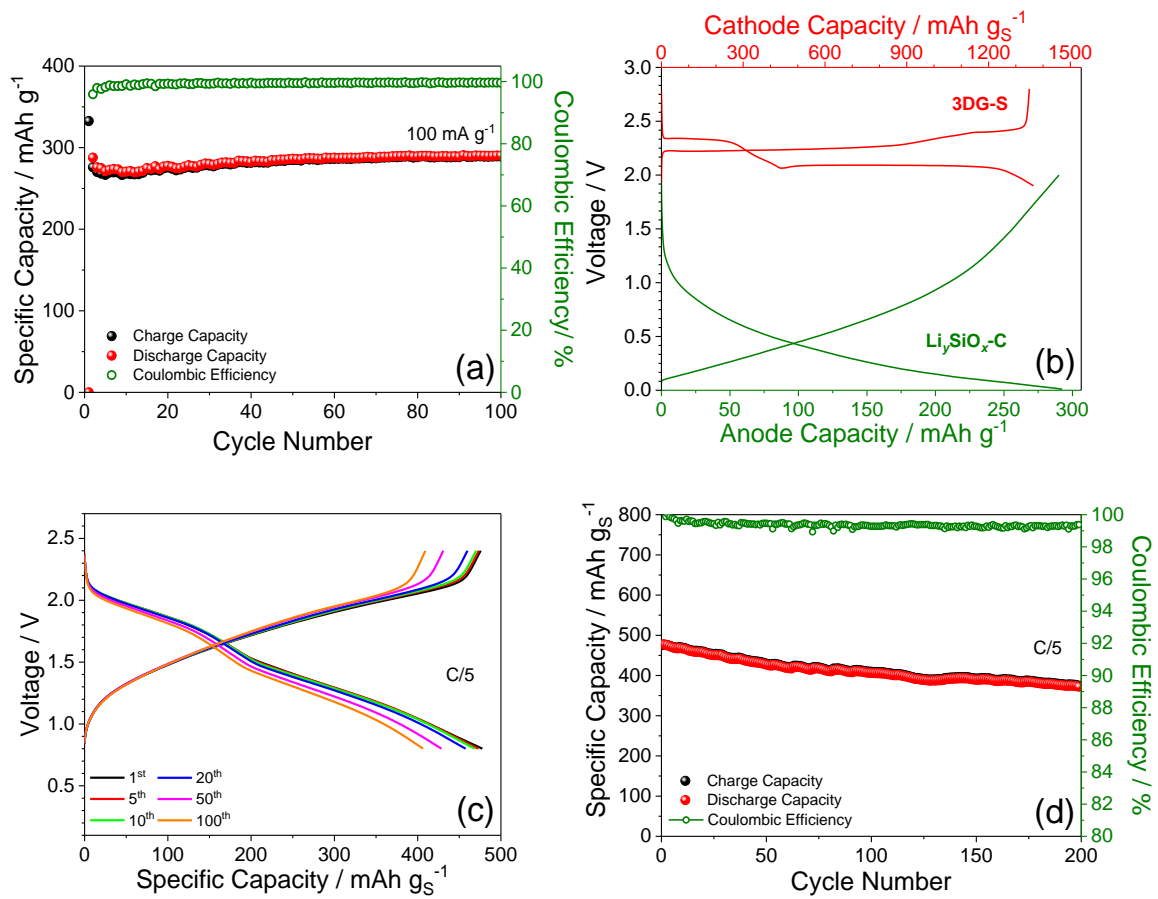 400
300
200
100
0
Specific Capacity / mAh g⁻¹
100 mA g⁻¹
Charge Capacity
Discharge Capacity
Coulombic Efficiency
(a)
0 20 40 60 80 100
Cycle Number
100
80
60
40
20
0
Coulombic Efficiency/ %
Cathode Capacity / mAh gS⁻¹
0 300 600 900 1200 1500
3.0
2.5
2.0
1.5
1.0
0.5
0.0
Voltage / V
3DG-S
LiySiOx-C
(b)
0 50 100 150 200 250 300
Anode Capacity / mAh g⁻¹
2.5
2.0
1.5
1.0
0.5
Voltage / V
C/5
1st 20th
5th 50th
10th 100th
(c)
0 100 200 300 400 500
Specific Capacity / mAh gS⁻¹
800
700
600
500
400
300
200
100
0
Specific Capacity / mAh gS⁻¹
C/5
Charge Capacity
Discharge Capacity
Coulombic Efficiency
(d)
0 50 100 150 200
Cycle Number
100
98
96
94
92
90
88
86
84
82
80
Coulombic Efficiency / %